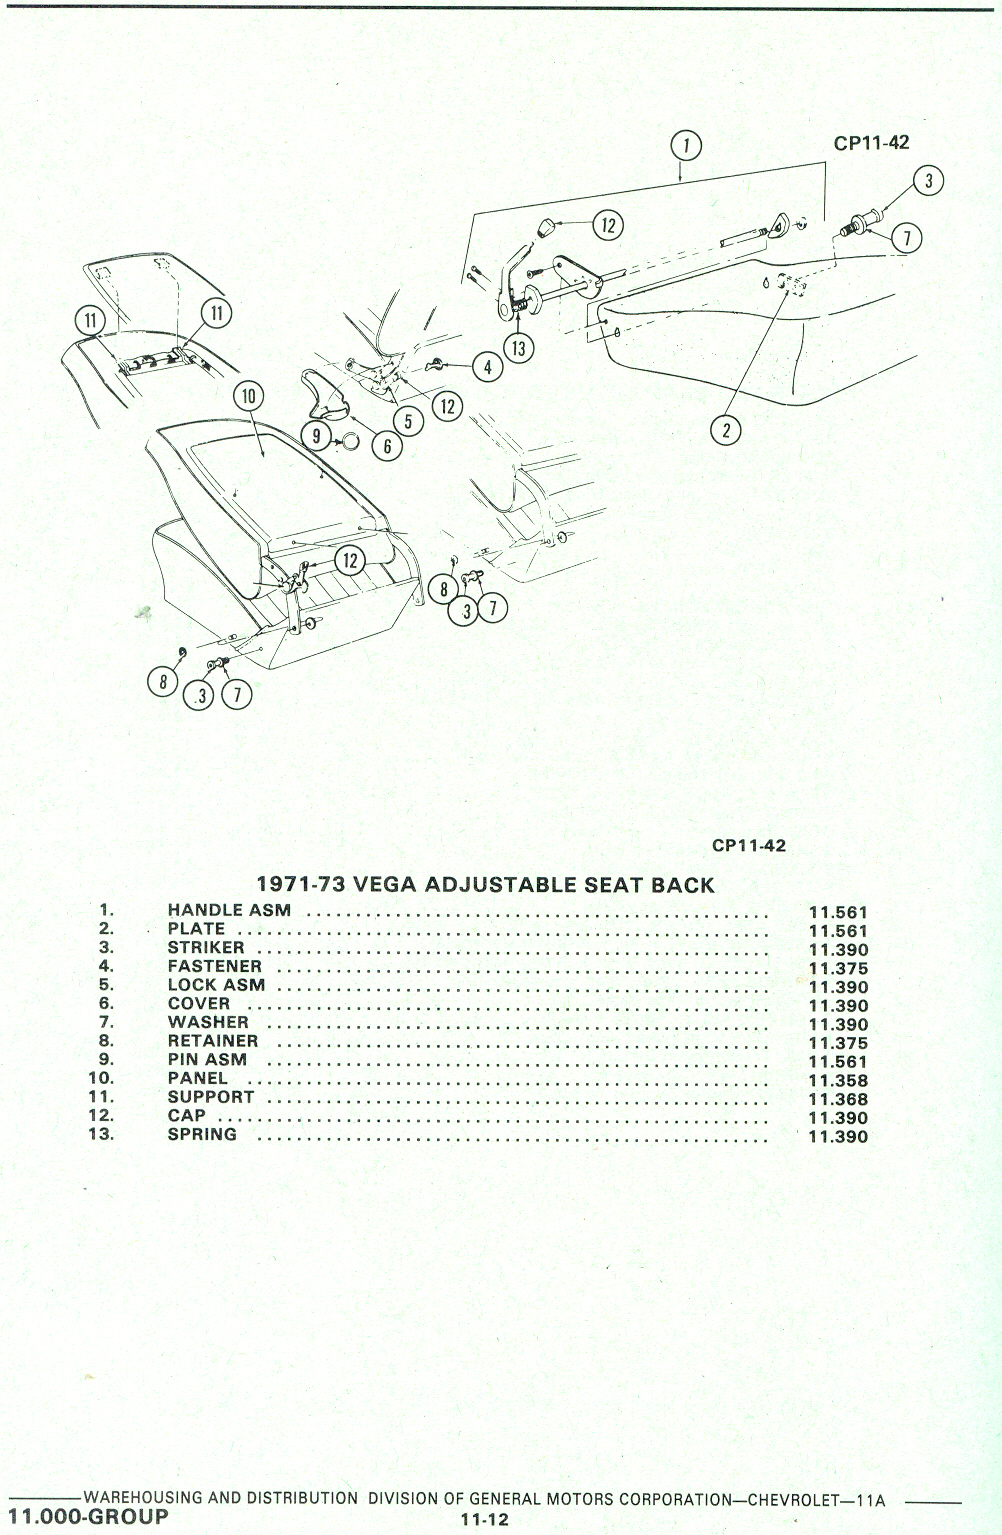 1
CP11-42
3
12
7
11
11
13
4
10
12
5
2
9
6
12
8
3
7
8
.3
7
CP11-42
1971-73 VEGA ADJUSTABLE SEAT BACK
1. HANDLE ASM ........................................ 11.561
2. PLATE ........................................ 11.561
3. STRIKER ........................................ 11.390
4. FASTENER ........................................ 11.375
5. LOCK ASM ........................................ 11.390
6. COVER ........................................ 11.390
7. WASHER ........................................ 11.390
8. RETAINER ........................................ 11.375
9. PIN ASM ........................................ 11.561
10. PANEL ........................................ 11.358
11. SUPPORT ........................................ 11.368
12. CAP ........................................ 11.390
13. SPRING ........................................ 11.390
WAREHOUSING AND DISTRIBUTION DIVISION OF GENERAL MOTORS CORPORATION—CHEVROLET—11A
11.000-GROUP 11-12